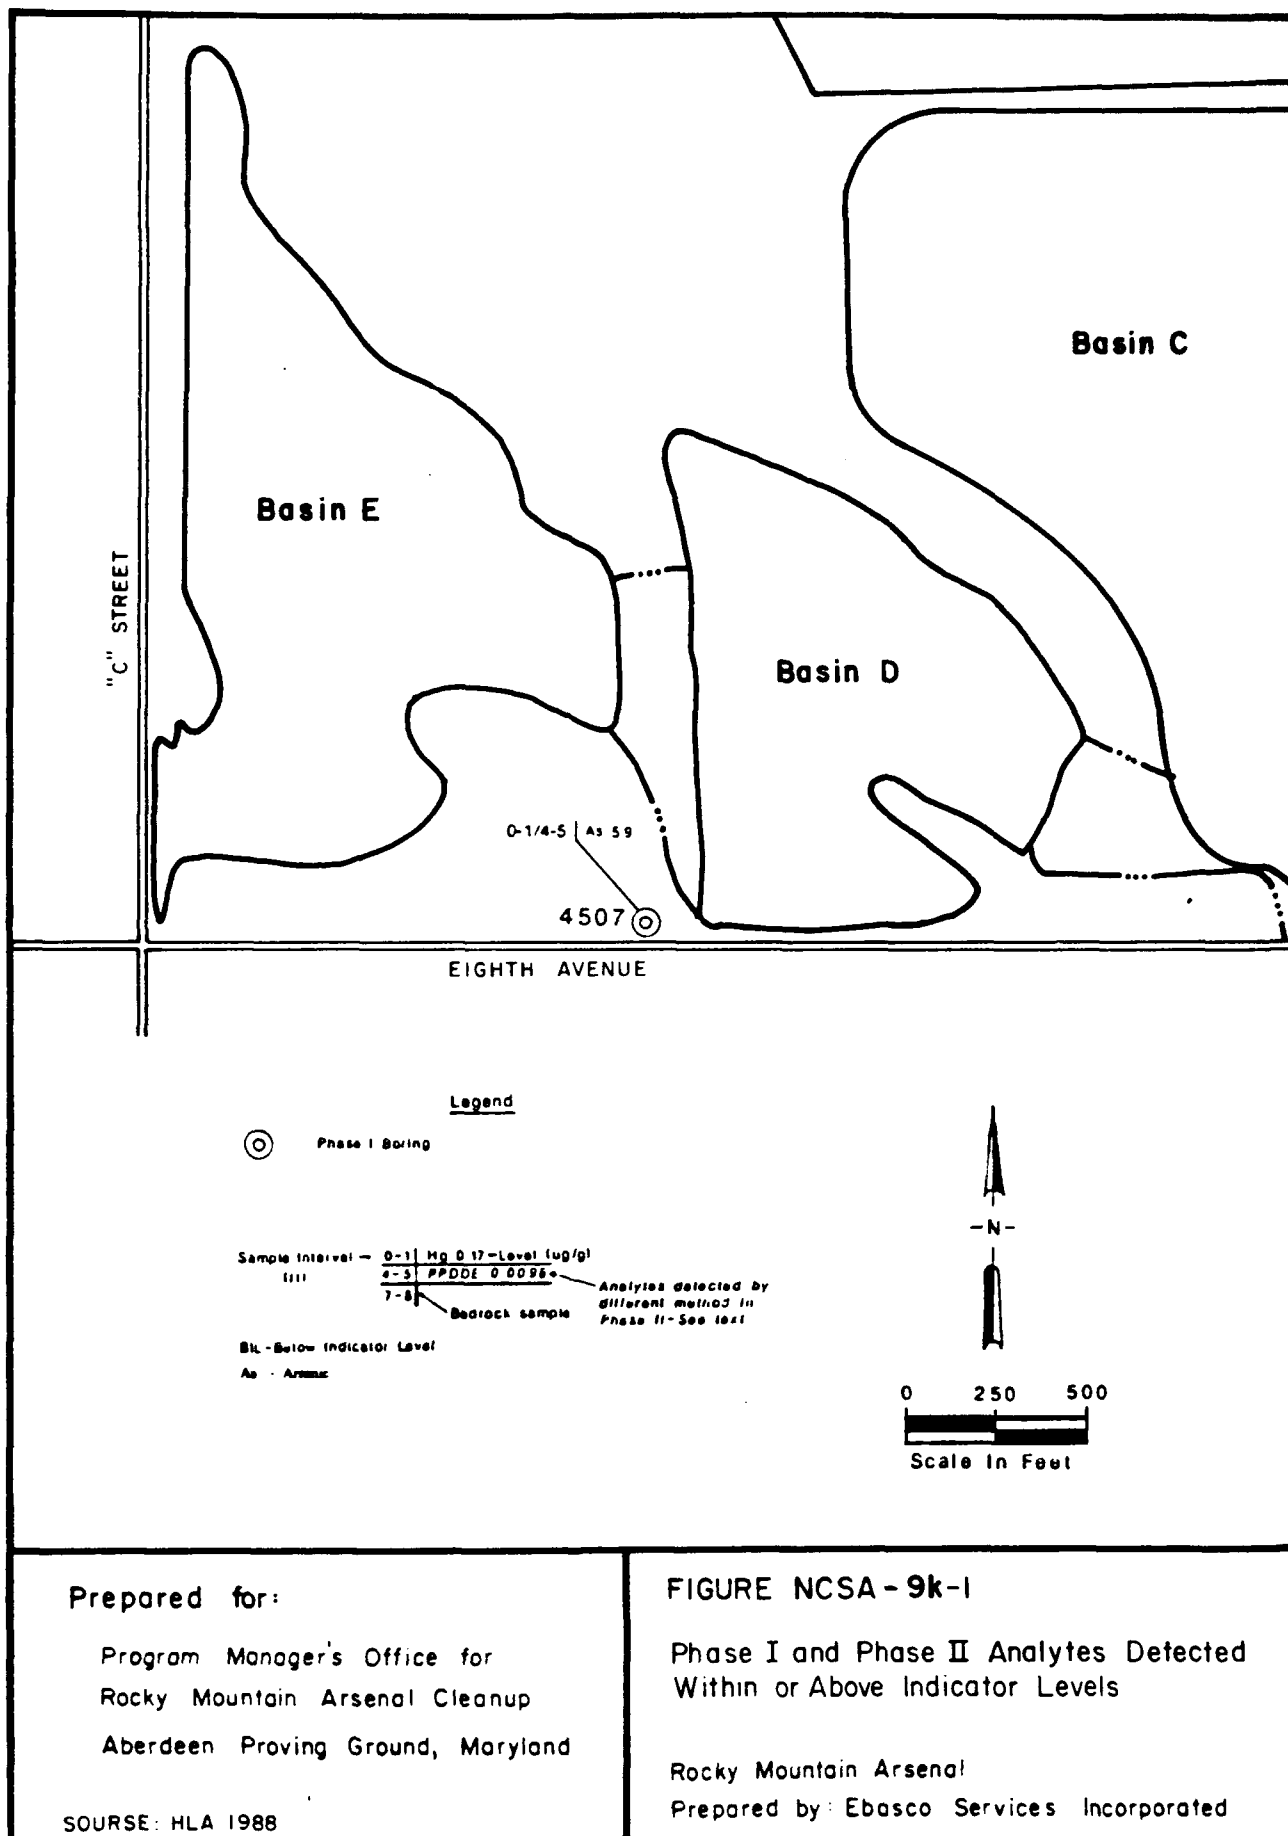 Basin C
Basin E
"C" STREET
Basin D
0-1/4-5 As 59
4507
EIGHTH AVENUE
Legend
Phase I Boring
Sample Interval
0-1 Hg 0.17-Level (ug/g)
4-5 PPDDE 0.0096
7-8
Bedrock sample
Analytes detected by
different method in
Phase II-See text
BIL-Below Indicator Level
As - Arsenic
-N-
0 250 500
Scale In Feet
Prepared for:
Program Manager's Office for
Rocky Mountain Arsenal Cleanup
Aberdeen Proving Ground, Maryland
SOURSE: HLA 1988
FIGURE NCSA-9k-1
Phase I and Phase II Analytes Detected
Within or Above Indicator Levels
Rocky Mountain Arsenal
Prepared by: Ebasco Services Incorporated